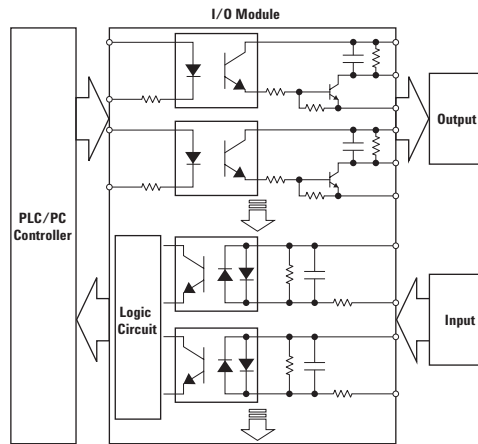 I/O Module
PLC/PC
Controller
Output
Logic
Circuit
Input